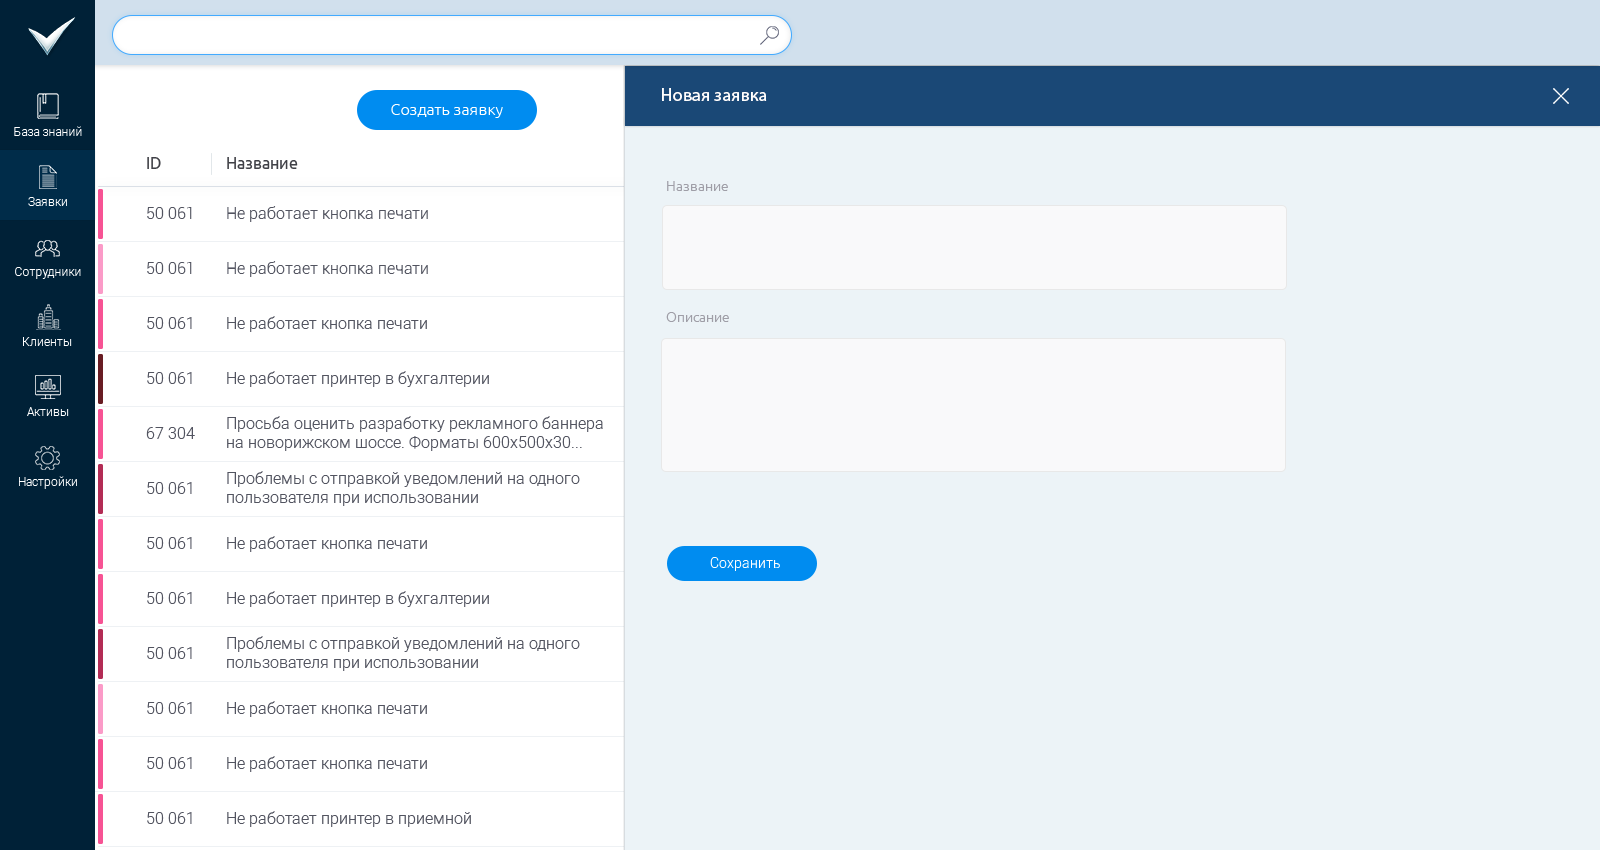 База знаний
Заявки
Сотрудники
Клиенты
Активы
Настройки
Создать заявку
ID Название
50 061 Не работает кнопка печати
50 061 Не работает кнопка печати
50 061 Не работает кнопка печати
50 061 Не работает принтер в бухгалтерии
67 304 Просьба оценить разработку рекламного баннера
на новорижском шоссе. Форматы 600х500х30...
50 061 Проблемы с отправкой уведомлений на одного
пользователя при использовании
50 061 Не работает кнопка печати
50 061 Не работает принтер в бухгалтерии
50 061 Проблемы с отправкой уведомлений на одного
пользователя при использовании
50 061 Не работает кнопка печати
50 061 Не работает кнопка печати
50 061 Не работает принтер в приемной
Новая заявка
Название
Описание
Сохранить